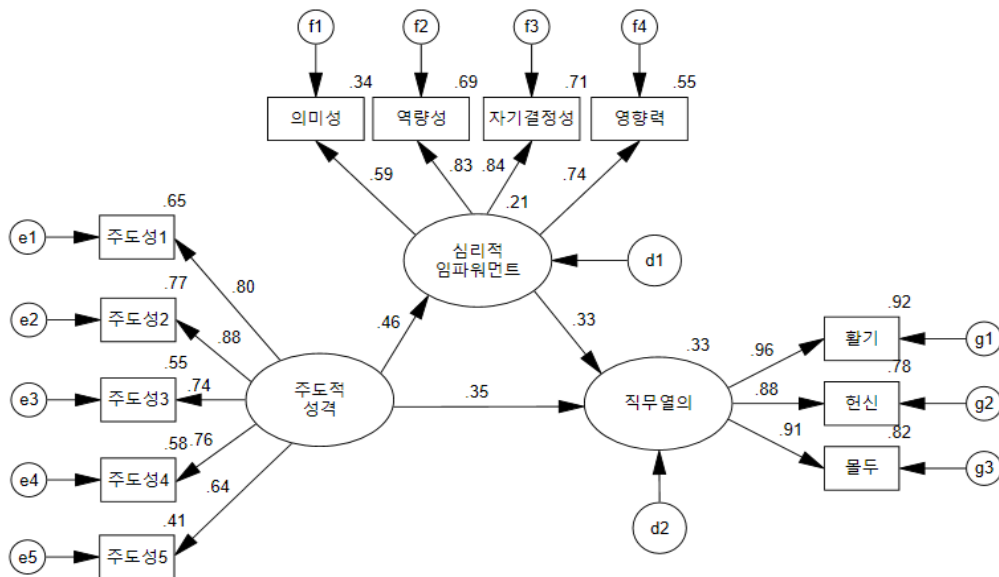 f1
f2
f3
f4
.34
.69
.71
.55
의미성
역량성
자기결정성
영향력
.59
.83
.84
.74
.21
심리적
임파워먼트
d1
.65
e1
주도성1
.80
.77
e2
주도성2
.88
.46
.33
.55
e3
주도성3
.74
주도적
성격
.35
.33
직무열의
.92
활기
g1
.96
.78
헌신
g2
.88
.82
몰두
g3
.91
.58
.76
e4
주도성4
.64
.41
e5
주도성5
d2